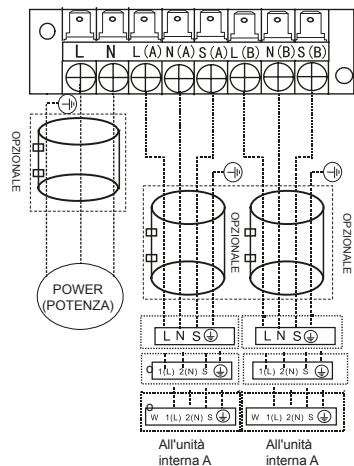 L N L(A) N(A) S(A) L(B) N(B) S(B)
OPZIONALE
OPZIONALE
OPZIONALE
POWER
(POTENZA)
L N S
L N S
o 1(L) 2(N) S
1(L) 2(N) S
o
W 1(L) 2(N) S
W 1(L) 2(N) S
All'unità
interna A
All'unità
interna A